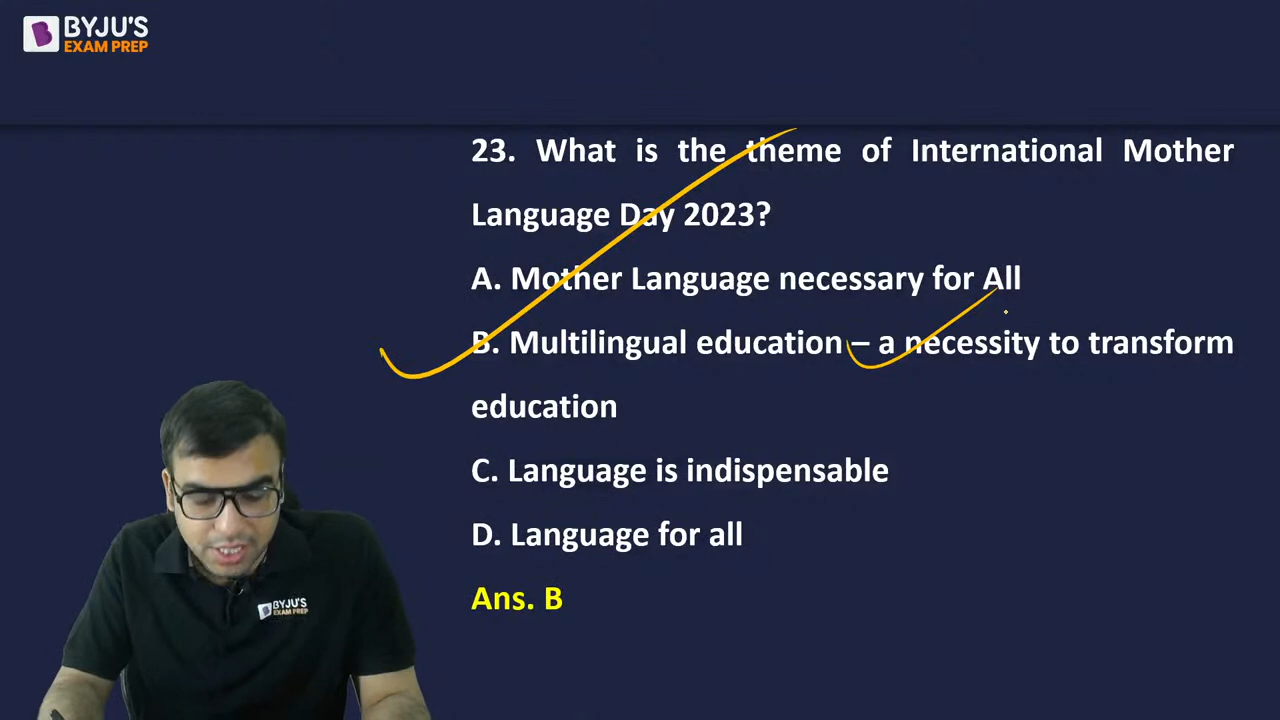 BYJU'S
EXAM PREP
23. What is the theme of International Mother
Language Day 2023?
A. Mother Language necessary for All
B. Multilingual education – a necessity to transform
education
C. Language is indispensable
D. Language for all
Ans. B
BYJU'S
EXAM PREP